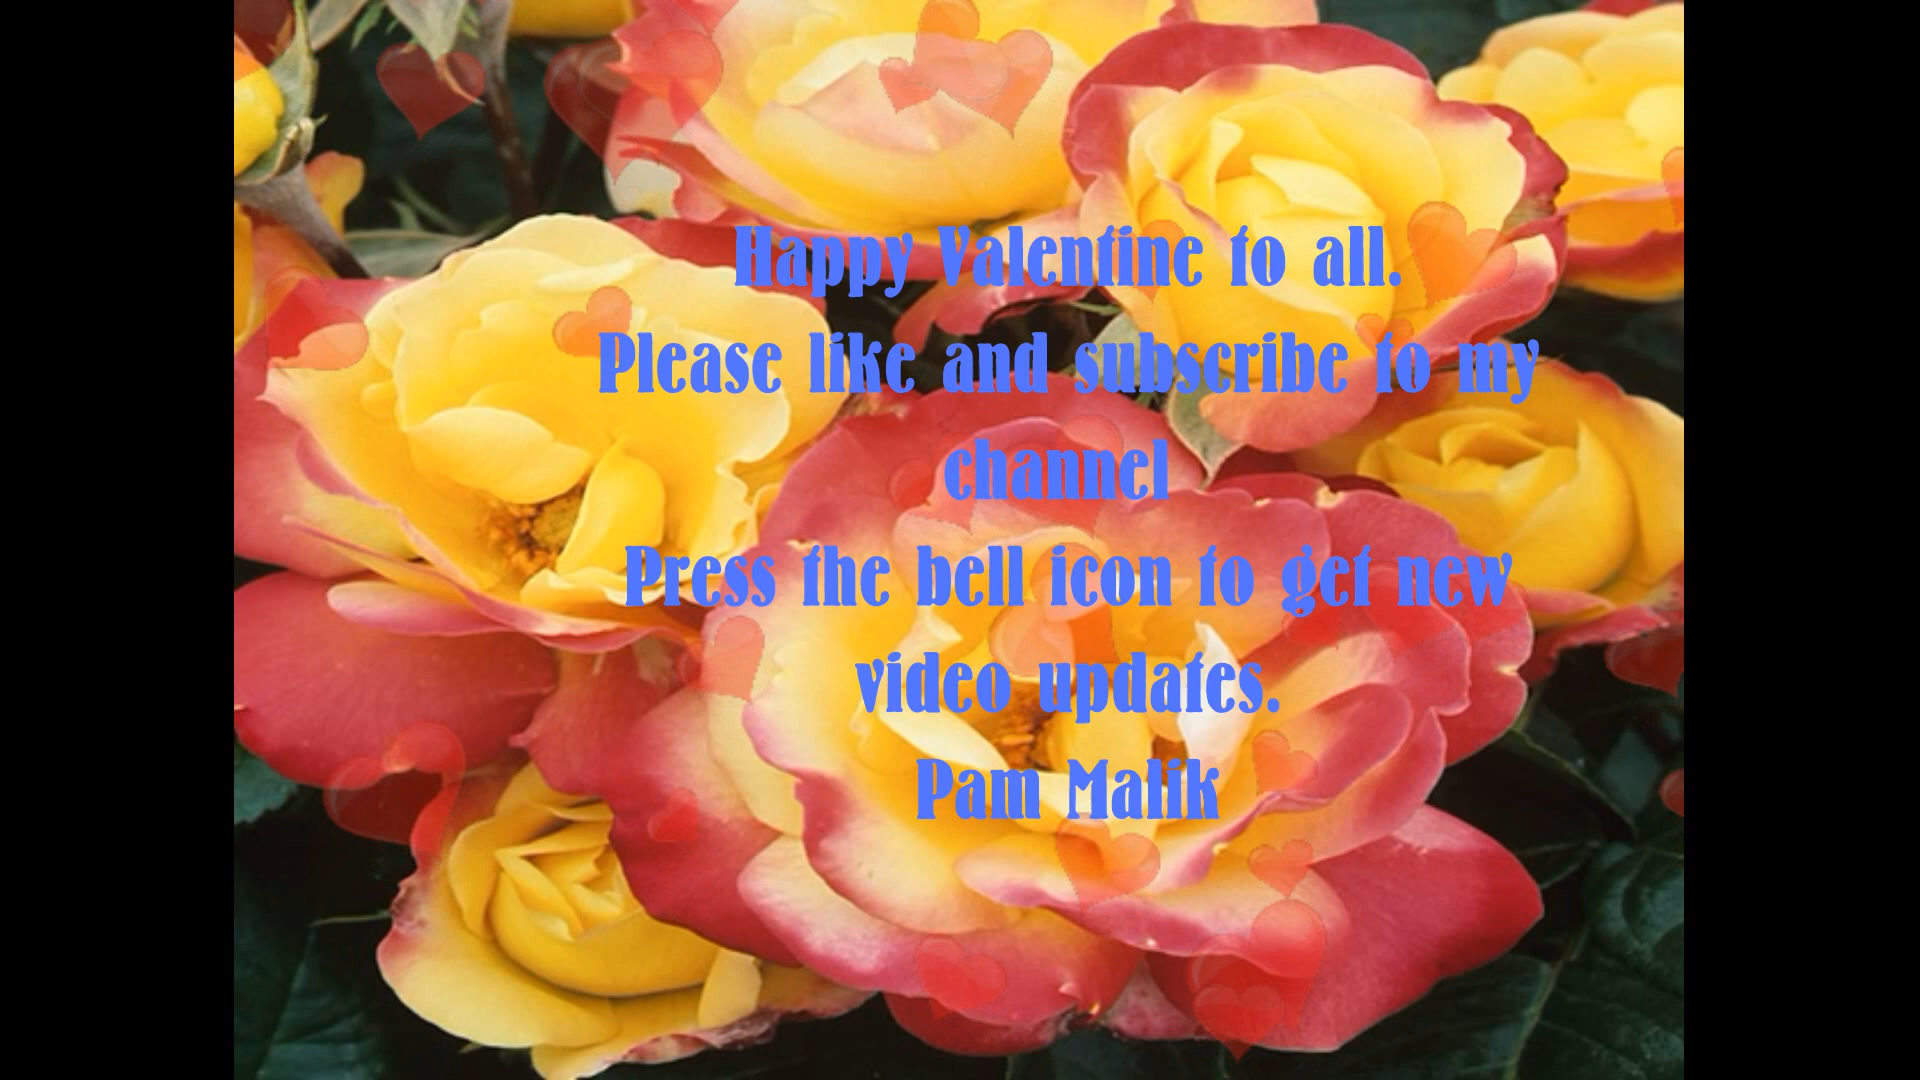 Happy Valentine to all.
Please like and subscribe to my
channel
Press the bell icon to get new
video updates.
Pam Malik